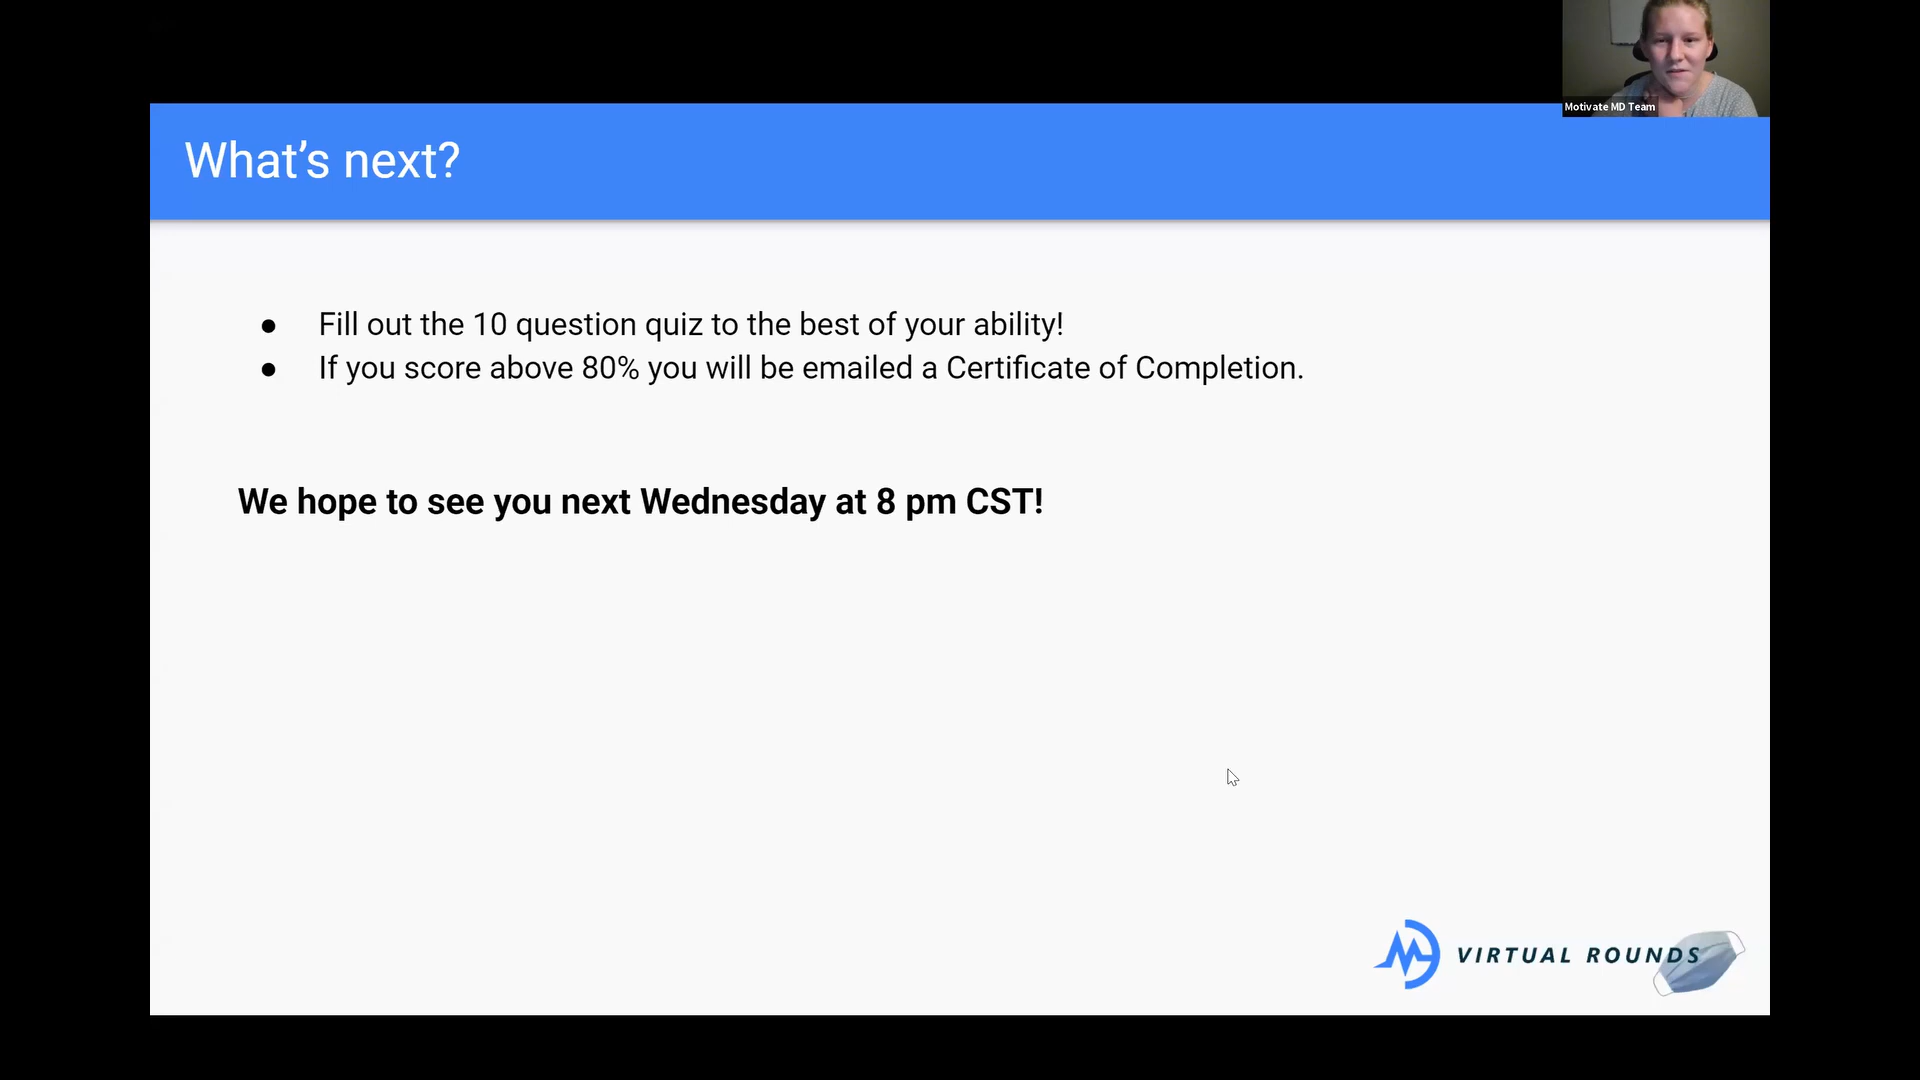 Motivate MD Team
What’s next?
● Fill out the 10 question quiz to the best of your ability!
● If you score above 80% you will be emailed a Certificate of Completion.
We hope to see you next Wednesday at 8 pm CST!
VIRTUAL ROUNDS